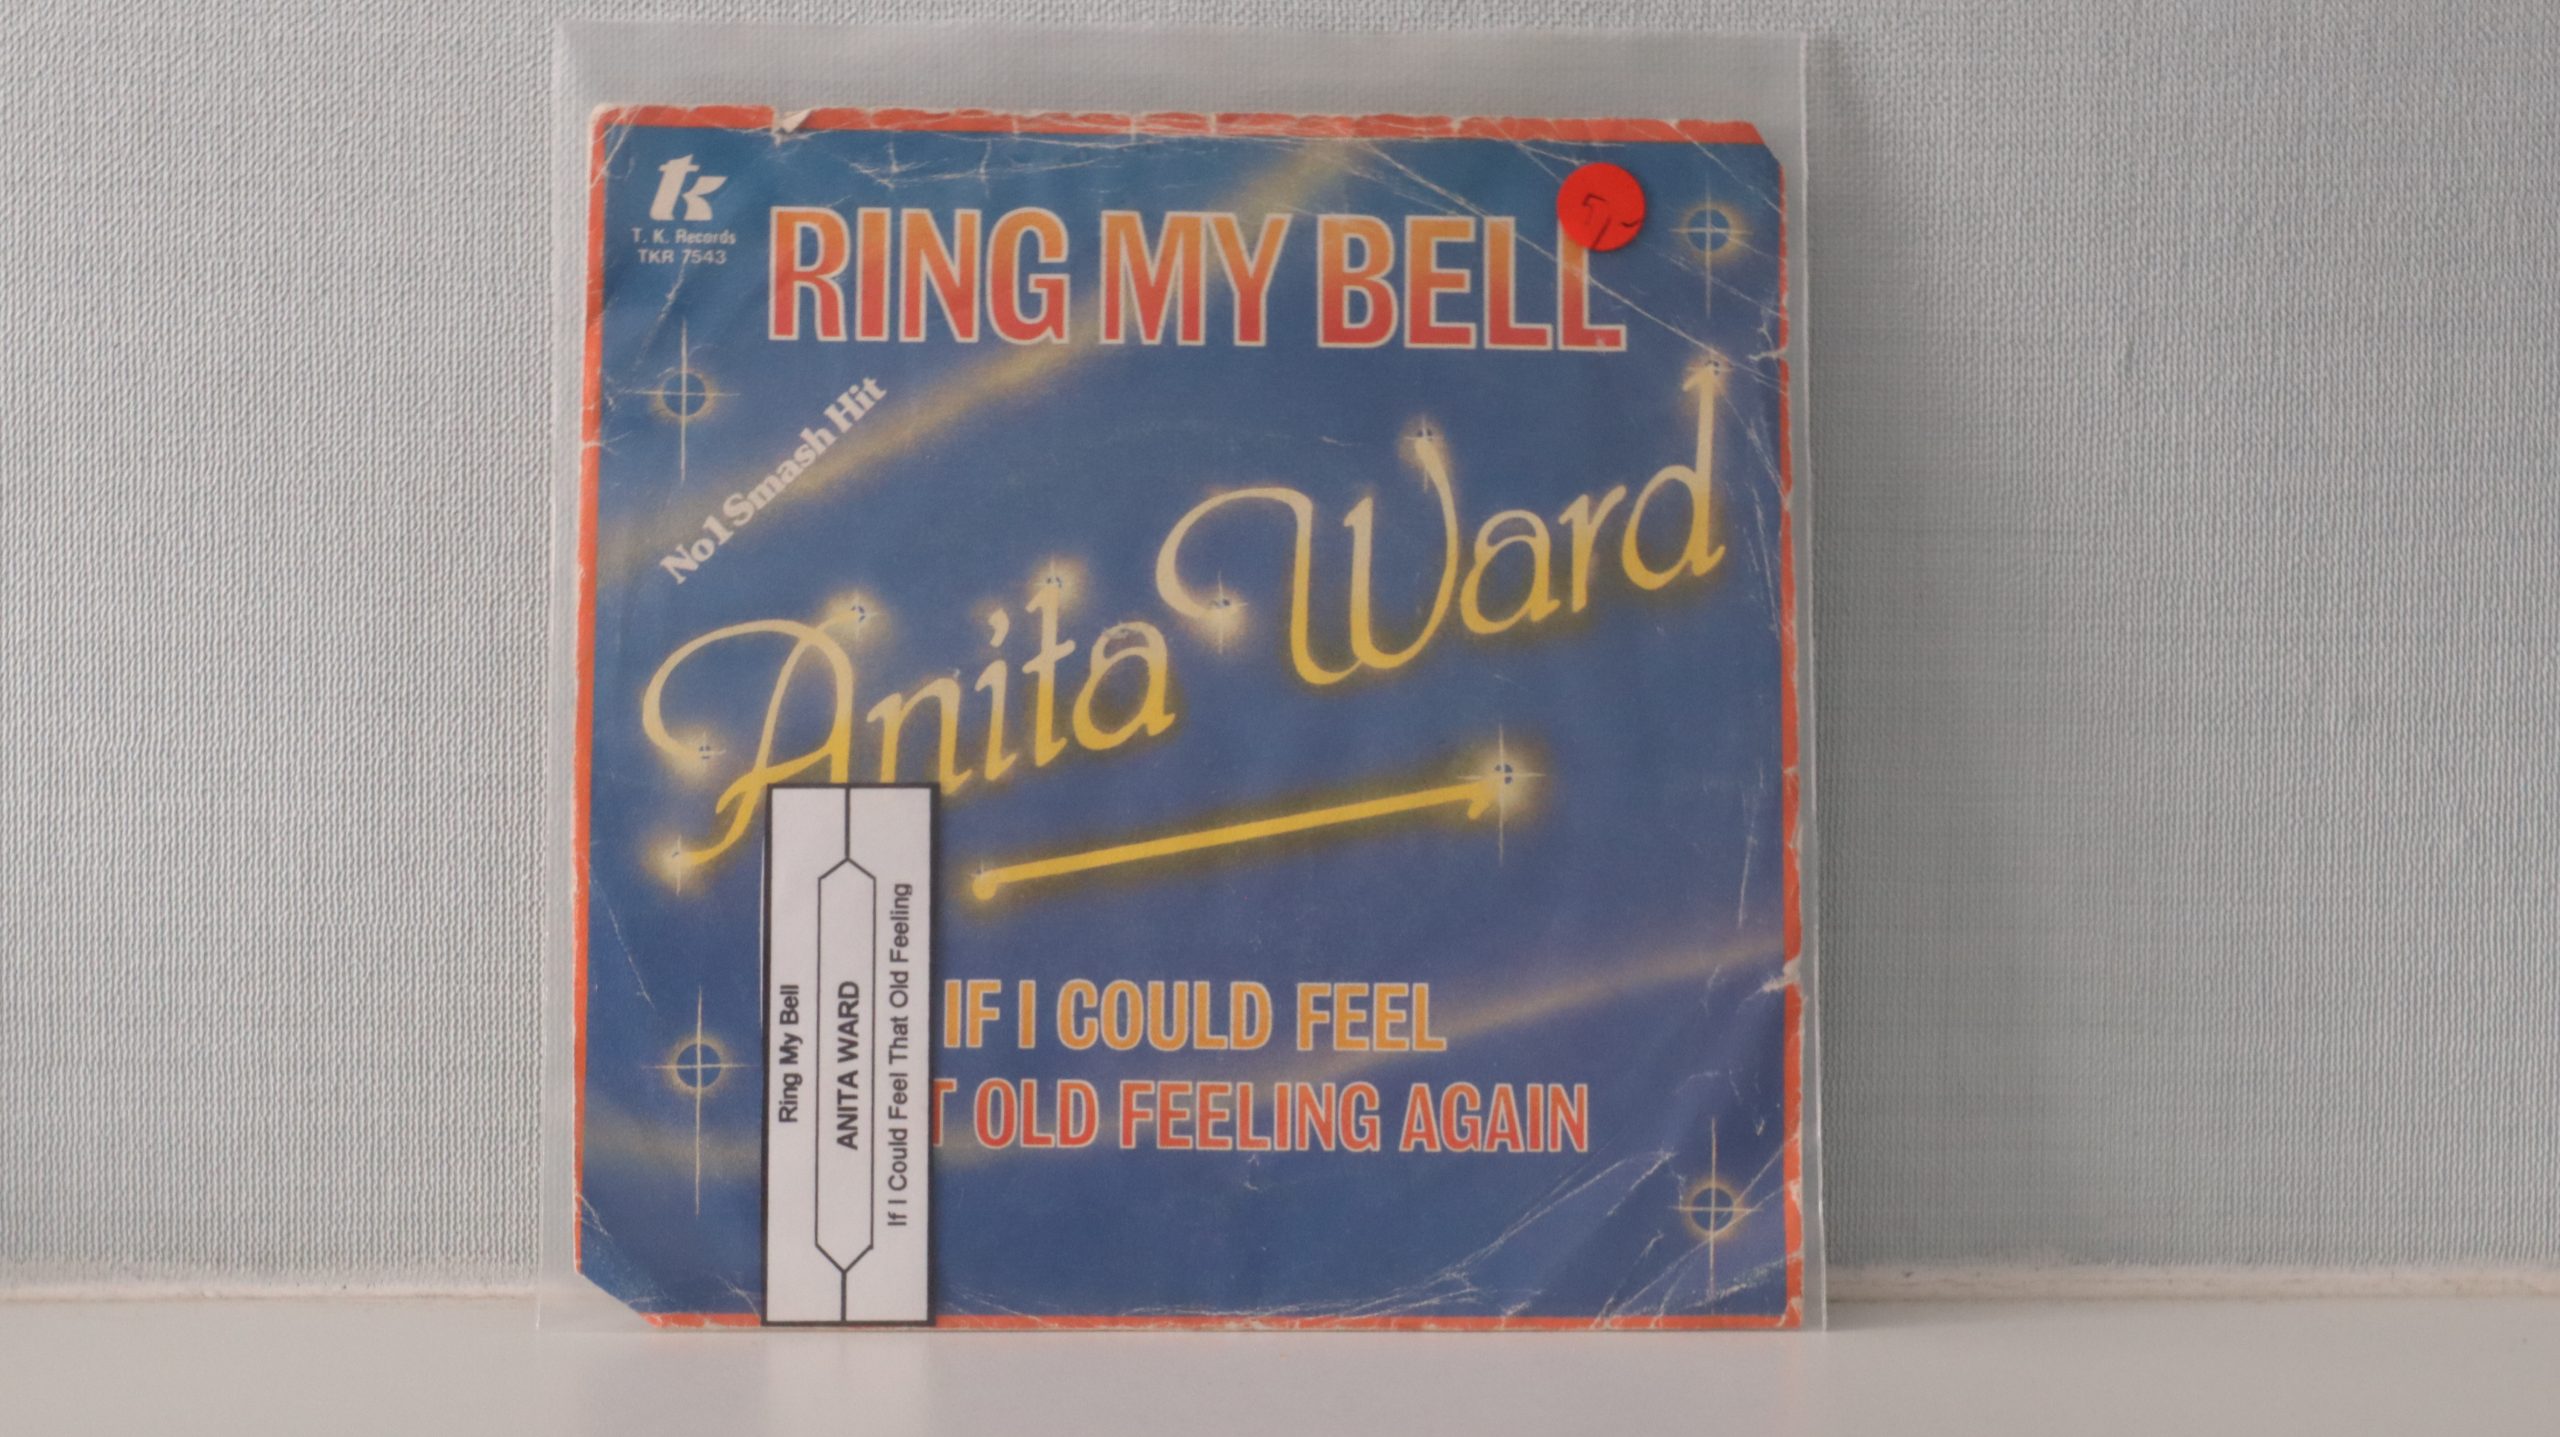 tk
T. K. Records
TKR 7543
RING MY BELL
No1 Smash Hit
Anita Ward
IF I COULD FEEL
T OLD FEELING AGAIN
Ring My Bell
ANITA WARD
If I Could Feel That Old Feeling